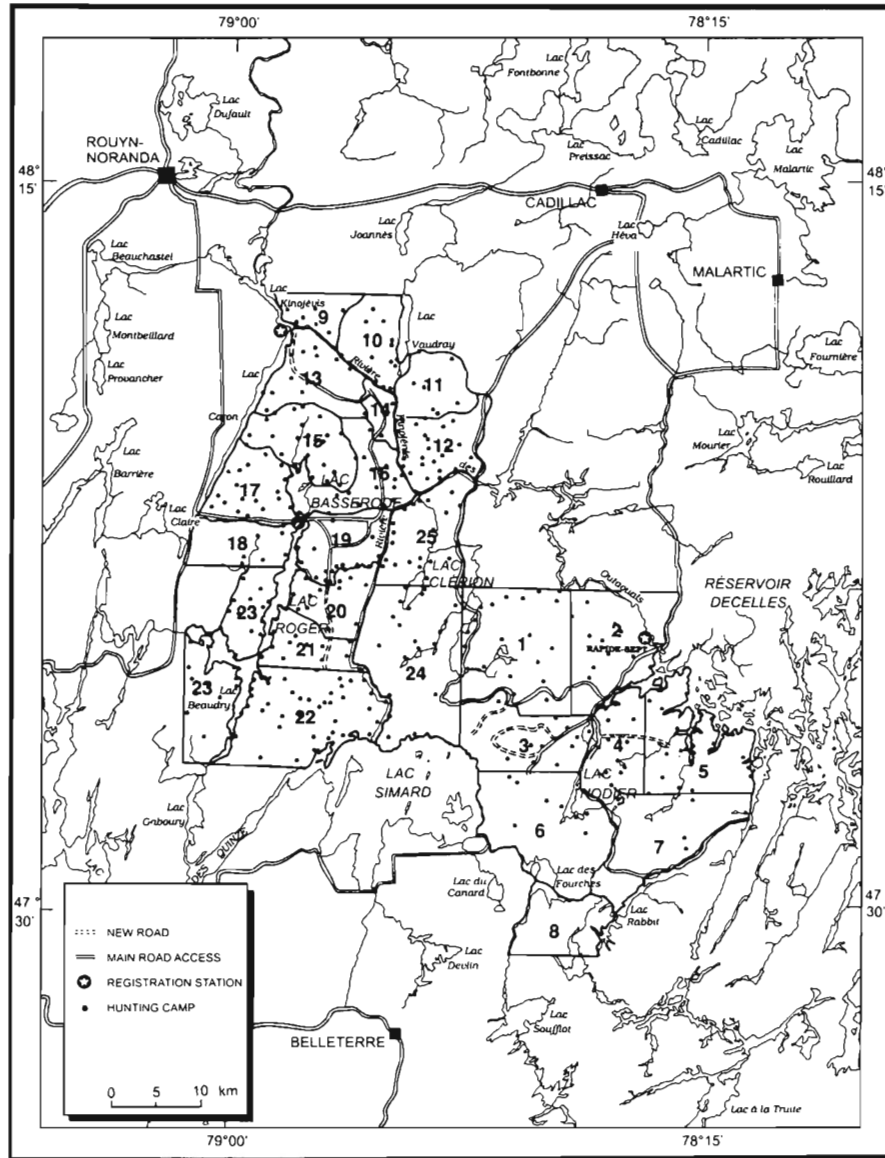 79°00'
78°15'
Lac
Fontbonne
Lac
Dufault
Lac
Cadillac
ROUYN-
NORANDA
Lac
Preissac
Lac
Malartic
48°
15'
48°
15'
CADILLAC
Lac
Joannès
Lac
Héva
Lac
Beauchastel
MALARTIC
Lac
Kinojévis
Lac
Montbeillard
9
10
Lac
Vaudray
Lac
Fournière
Lac
Provancher
Rivière
Lac
13
11
Caron
14
Kinojévis
Lac
Mourier
15
12
des
Lac
Rouillard
Lac
Barrière
LAC
BASSERODE
16
17
Lac
Claire
19
Rivière
25
18
LAC
CLÉRION
Outaouais
RÉSERVOIR
DECELLES
23
LAC
ROGER
20
1
2
RAPIDE-SEPT
21
24
23
Lac
Beaudry
22
3
4
5
LAC
SIMARD
LAC
NODIER
6
7
Lac
Griboury
DES QUINZE
LAC
Lac du
Canard
Lac des
Fourches
47°
30'
47°
30'
8
Lac
Rabbit
NEW ROAD
MAIN ROAD ACCESS
REGISTRATION STATION
HUNTING CAMP
Lac
Devlin
Lac
Soufflot
BELLETERRE
0 5 10 km
Lac à la Truite
79°00'
78°15'